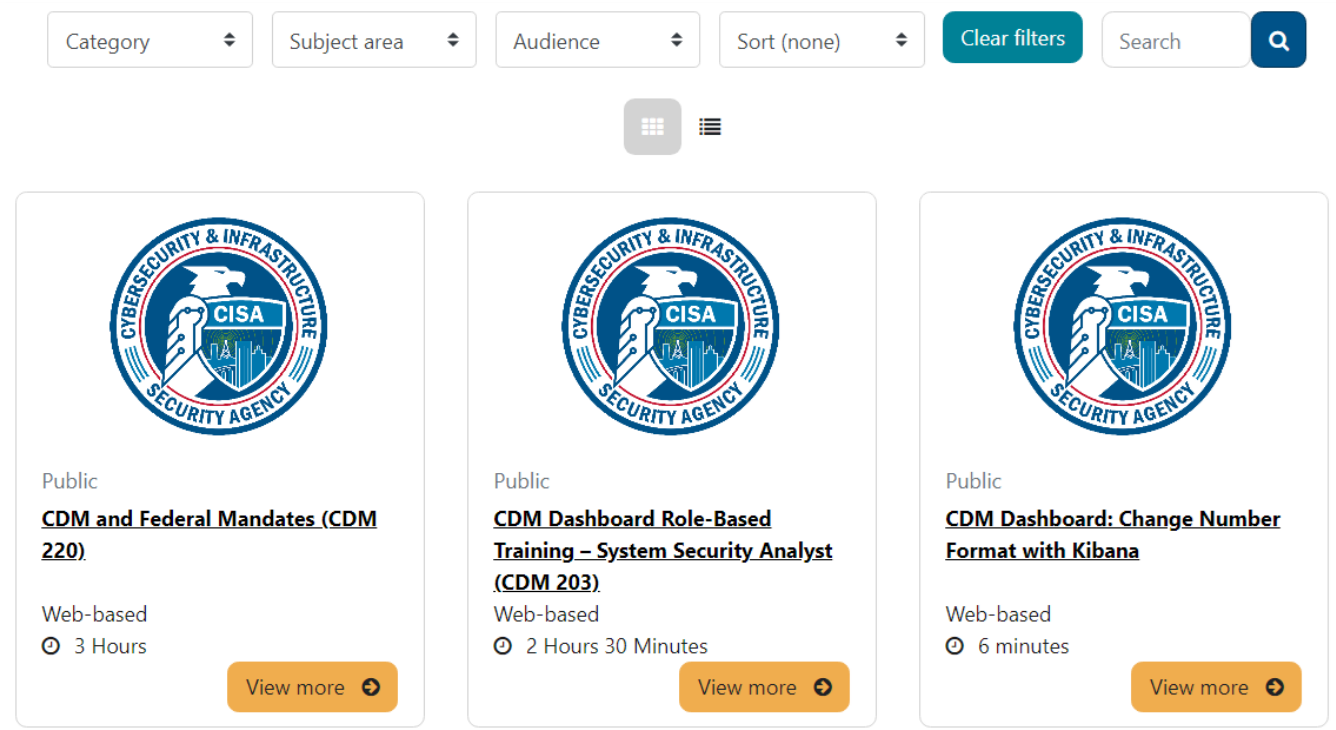 Category
Subject area
Audience
Sort (none)
Clear filters
Search
CYBERSECURITY & INFRASTRUCTURE
CISA
SECURITY AGENCY
Public
CDM and Federal Mandates (CDM
220)
Web-based
3 Hours
View more
CYBERSECURITY & INFRASTRUCTURE
CISA
SECURITY AGENCY
Public
CDM Dashboard Role-Based
Training – System Security Analyst
(CDM 203)
Web-based
2 Hours 30 Minutes
View more
CYBERSECURITY & INFRASTRUCTURE
CISA
SECURITY AGENCY
Public
CDM Dashboard: Change Number
Format with Kibana
Web-based
6 minutes
View more